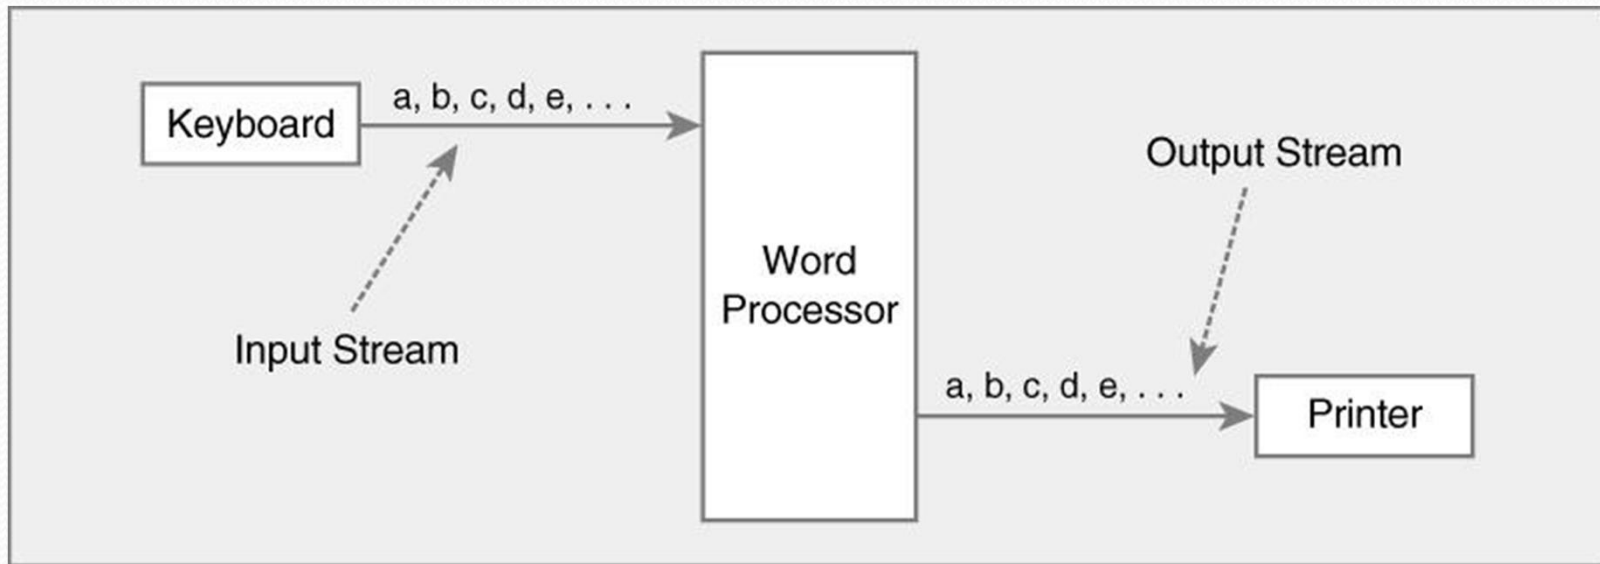 Keyboard
a, b, c, d, e, . . .
Input Stream
Word
Processor
Output Stream
a, b, c, d, e, . . .
Printer